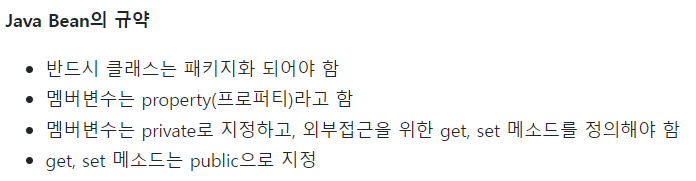 Java Bean의 규약
반드시 클래스는 패키지화 되어야 함
멤버변수는 property(프로퍼티)라고 함
멤버변수는 private로 지정하고, 외부접근을 위한 get, set 메소드를 정의해야 함
get, set 메소드는 public으로 지정